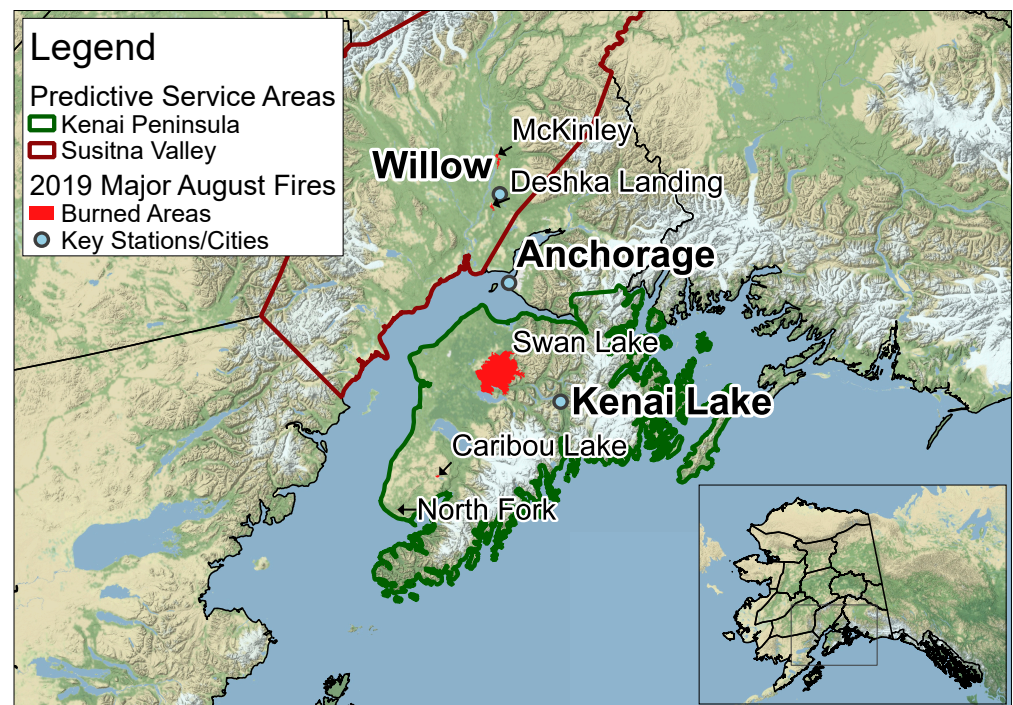 Legend
Predictive Service Areas
Kenai Peninsula
Susitna Valley
2019 Major August Fires
Burned Areas
Key Stations/Cities
McKinley
Willow
Deshka Landing
Anchorage
Swan Lake
Kenai Lake
Caribou Lake
North Fork